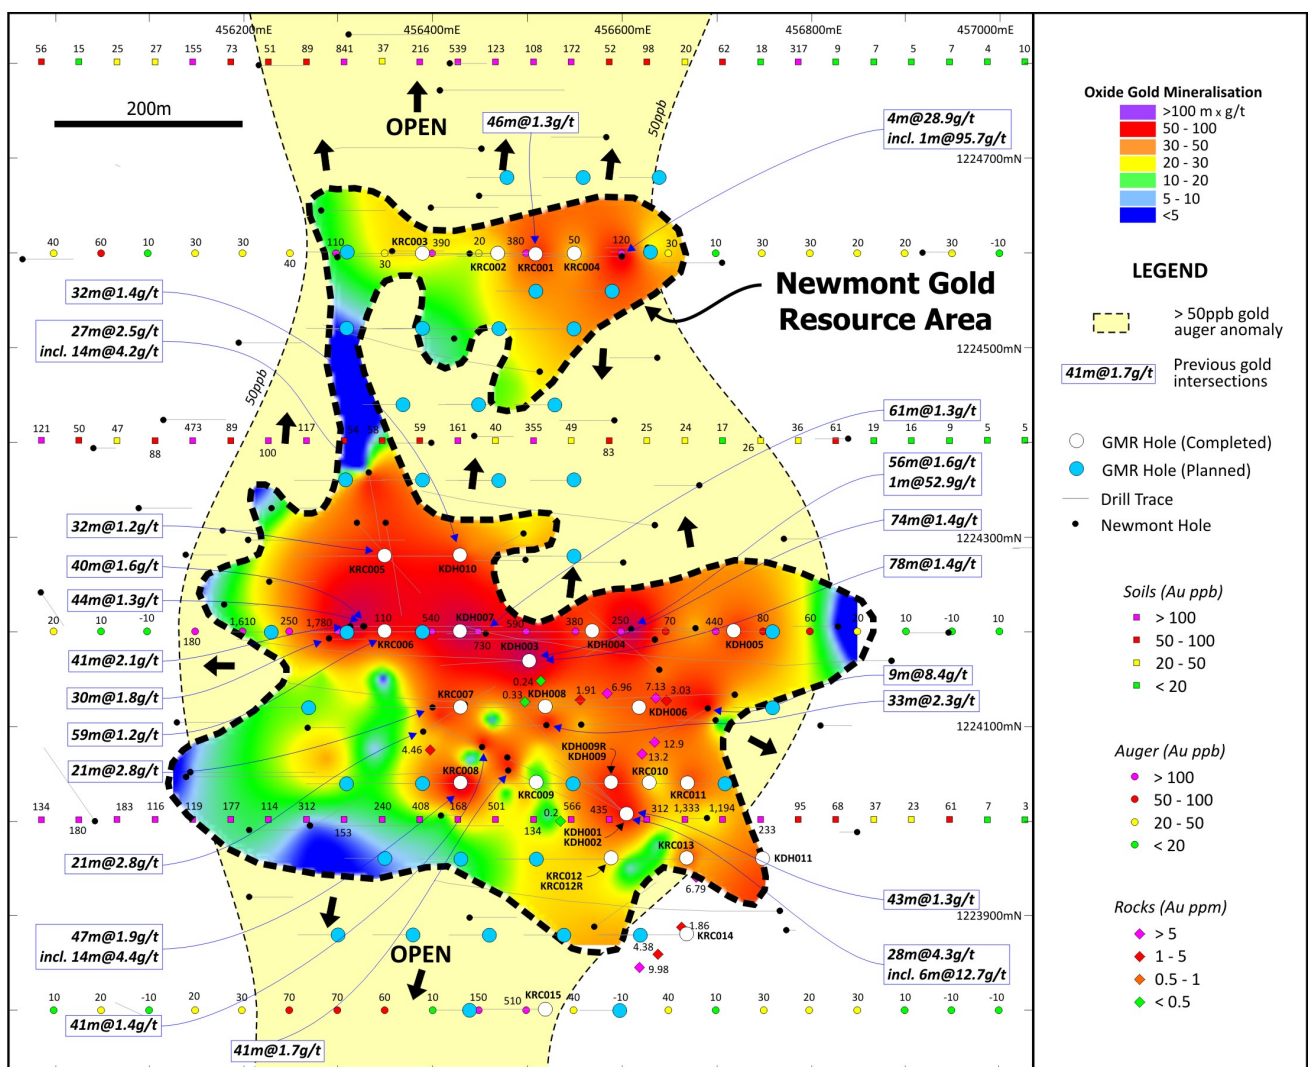 456200mE 456400mE 456600mE 456800mE 457000mE
56 15 25 27 155 73 51 89 841 37 216 539 123 108 172 52 98 20 62 18 317 9 7 5 7 4 10
200m
OPEN
46m@1.3g/t
50ppb
4m@28.9g/t
incl. 1m@95.7g/t
1224700mN
40 60 10 30 30 40 110 30 KRC003 390 20 KRC002 380 KRC001 50 KRC004 120 30 10 30 30 20 30 -10
32m@1.4g/t
Newmont Gold
Resource Area
27m@2.5g/t
incl. 14m@4.2g/t
1224500mN
50ppb
61m@1.3g/t
121 50 47 88 473 89 100 117 54 58 59 161 40 355 49 83 25 24 17 26 36 61 19 16 9 5 5
56m@1.6g/t
1m@52.9g/t
32m@1.2g/t
74m@1.4g/t
1224300mN
KRC005 KDH010
40m@1.6g/t
78m@1.4g/t
44m@1.3g/t
20 10 -10 180 1,610 250 1,780 110 KRC006 540 KDH007 730 590 KDH003 380 KDH004 250 70 440 KDH005 80 60 20 10 -10 10
41m@2.1g/t
30m@1.8g/t
9m@8.4g/t
0.24 0.33 KDH008 1.91 6.96 7.13 3.03
KRC007 KDH006
33m@2.3g/t
59m@1.2g/t
1224100mN
4.46 KDH009R
KDH009
12.9
13.2
21m@2.8g/t
KRC008 KRC009 KRC010 KRC011
134 180 183 116 119 177 114 312 153 240 408 168 501 134 0.2 566 435 312 1,333 1,194 233 95 68 37 23 61 7 3
KDH001
KDH002
KRC013
21m@2.8g/t
KRC012
KRC012R
KDH011
6.79
43m@1.3g/t
1223900mN
47m@1.9g/t
incl. 14m@4.4g/t
1.86
KRC014
4.38
9.98
OPEN
28m@4.3g/t
incl. 6m@12.7g/t
10 20 -10 20 70 70 60 10 150 510 KRC015 40 -10 40 10 30 20 30 10 10 -10 -10
41m@1.4g/t
41m@1.7g/t
Oxide Gold Mineralisation
>100 m x g/t
50 - 100
30 - 50
20 - 30
10 - 20
5 - 10
<5
LEGEND
> 50ppb gold
auger anomaly
41m@1.7g/t Previous gold
intersections
GMR Hole (Completed)
GMR Hole (Planned)
Drill Trace
Newmont Hole
Soils (Au ppb)
> 100
50 - 100
20 - 50
< 20
Auger (Au ppb)
> 100
50 - 100
20 - 50
< 20
Rocks (Au ppm)
> 5
1 - 5
0.5 - 1
< 0.5